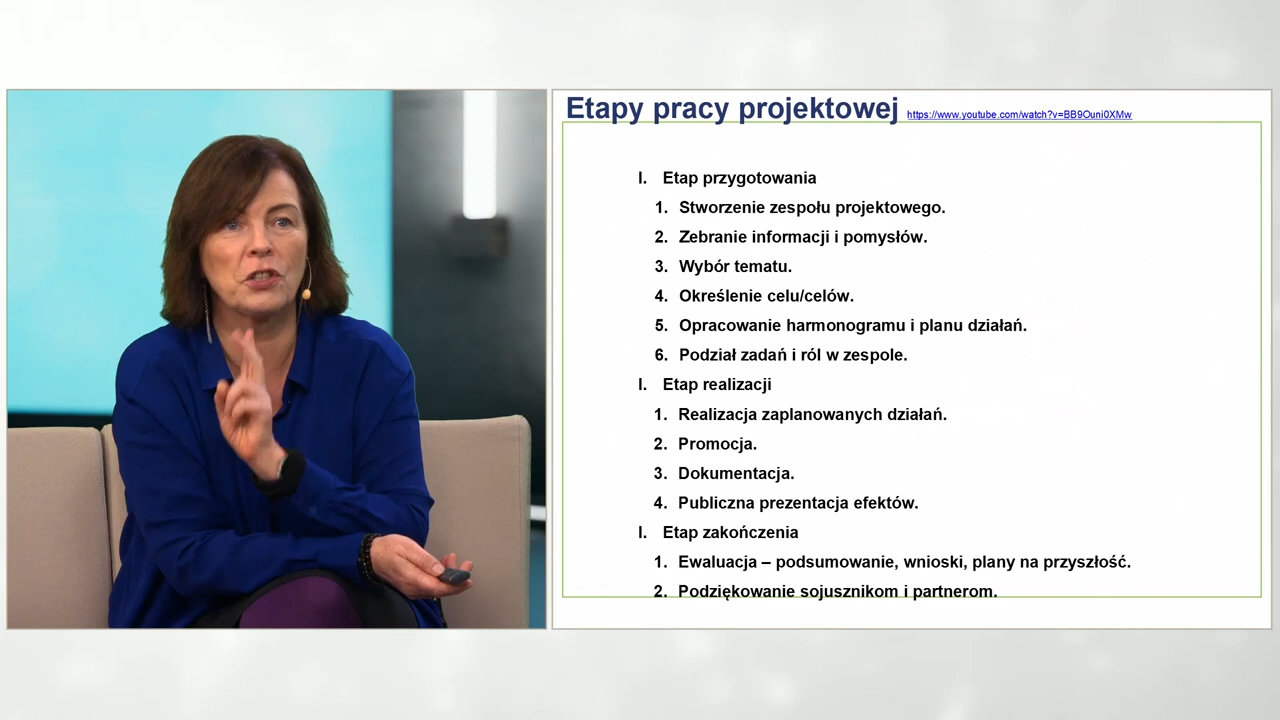 Etapy pracy projektowej https://www.youtube.com/watch?v=BB9Ouni0XMw
I. Etap przygotowania
1. Stworzenie zespołu projektowego.
2. Zebranie informacji i pomysłów.
3. Wybór tematu.
4. Określenie celu/celów.
5. Opracowanie harmonogramu i planu działań.
6. Podział zadań i ról w zespole.
I. Etap realizacji
1. Realizacja zaplanowanych działań.
2. Promocja.
3. Dokumentacja.
4. Publiczna prezentacja efektów.
I. Etap zakończenia
1. Ewaluacja – podsumowanie, wnioski, plany na przyszłość.
2. Podziękowanie sojusznikom i partnerom.